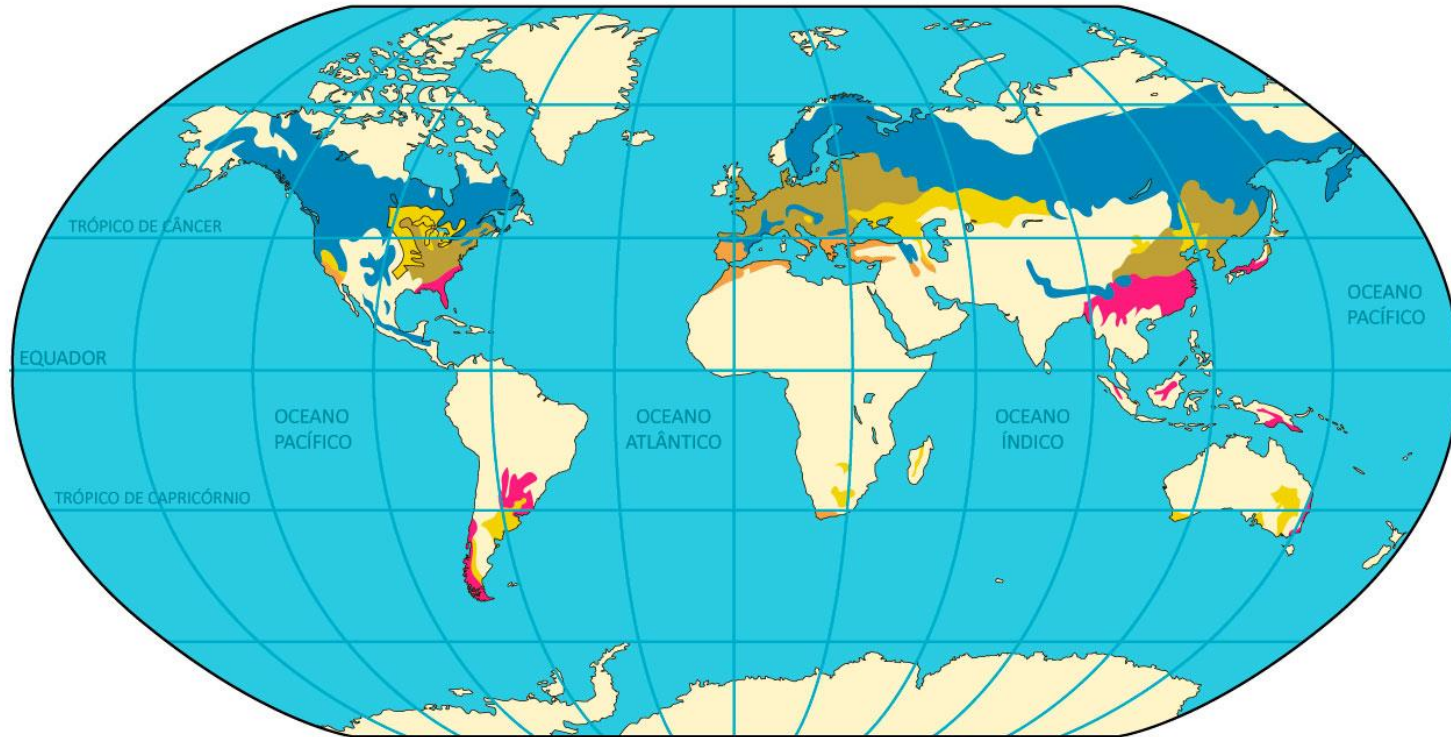 TRÓPICO DE CÂNCER
OCEANO
PACÍFICO
EQUADOR
OCEANO
PACÍFICO
OCEANO
ATLÂNTICO
OCEANO
ÍNDICO
TRÓPICO DE CAPRICÓRNIO